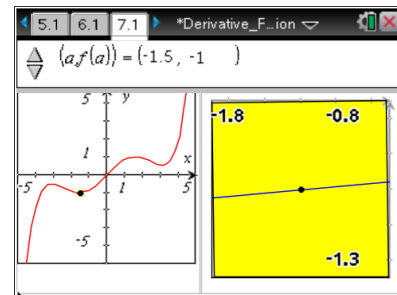 5.1 6.1 7.1 *Derivative_F...ion
(a,f(a)) = (-1.5, -1 )
5 y
1
x
-5 1 5
-5
-1.8 -0.8
-1.3